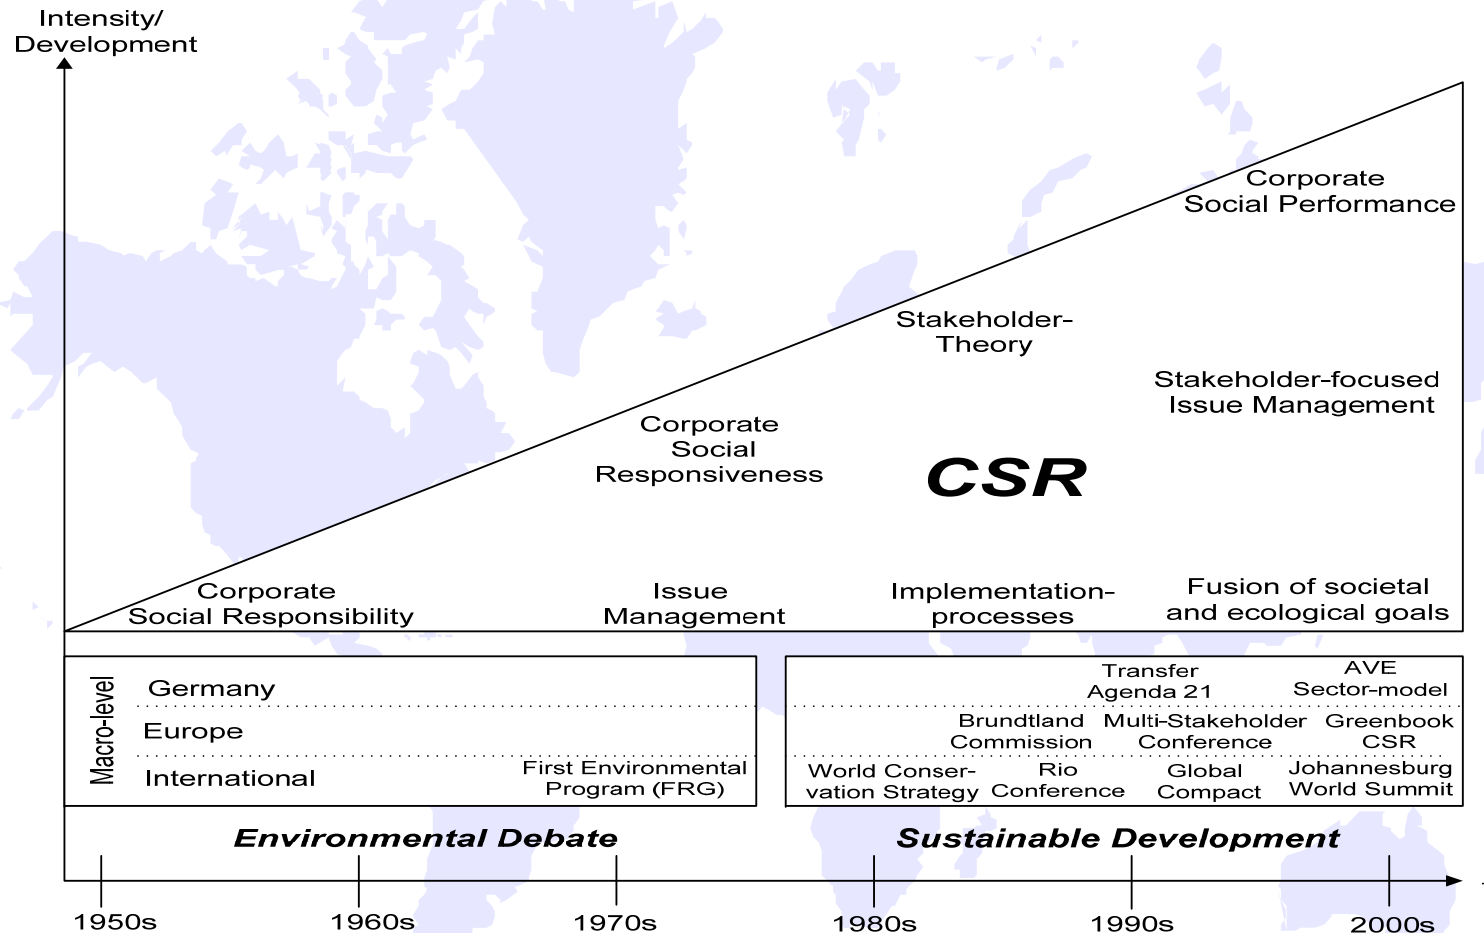 Intensity/
Development
Corporate
Social Performance
Stakeholder-
Theory
Stakeholder-focused
Issue Management
Corporate
Social
Responsiveness
CSR
Corporate
Social Responsibility
Issue
Management
Implementation-
processes
Fusion of societal
and ecological goals
Macro-level
Germany
Transfer
Agenda 21
AVE
Sector-model
Europe
Brundtland
Commission
Multi-Stakeholder
Conference
Greenbook
CSR
International
First Environmental
Program (FRG)
World Conser-
vation Strategy
Rio
Conference
Global
Compact
Johannesburg
World Summit
Environmental Debate
Sustainable Development
1950s
1960s
1970s
1980s
1990s
2000s